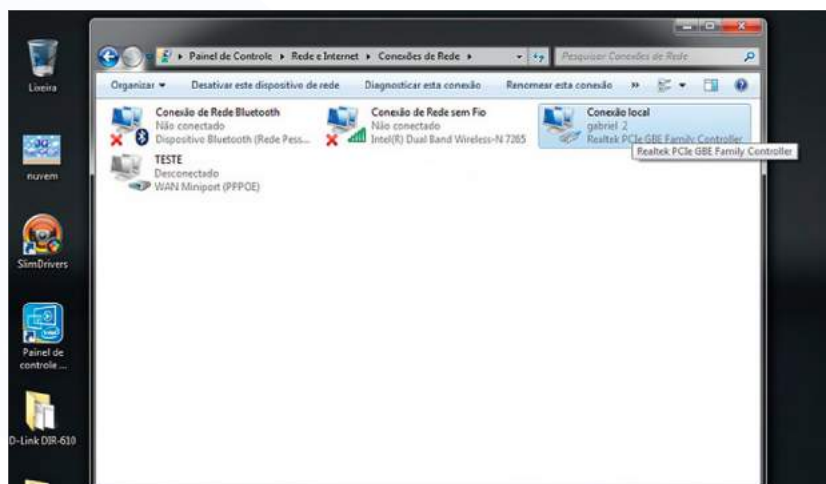 Lixeira
nuvem
SlimDrivers
Painel de
controle ...
D-Link DIR-610
Painel de Controle ▸ Rede e Internet ▸ Conexões de Rede ▸
Pesquisar Conexões de Rede
Organizar ▾ Desativar este dispositivo de rede Diagnosticar esta conexão Renomear esta conexão »
Conexão de Rede Bluetooth
Não conectado
Dispositivo Bluetooth (Rede Pess...
Conexão de Rede sem Fio
Não conectado
Intel(R) Dual Band Wireless-N 7265
Conexão local
gabriel 2
Realtek PCIe GBE Family Controller
Realtek PCIe GBE Family Controller
TESTE
Desconectado
WAN Miniport (PPPOE)